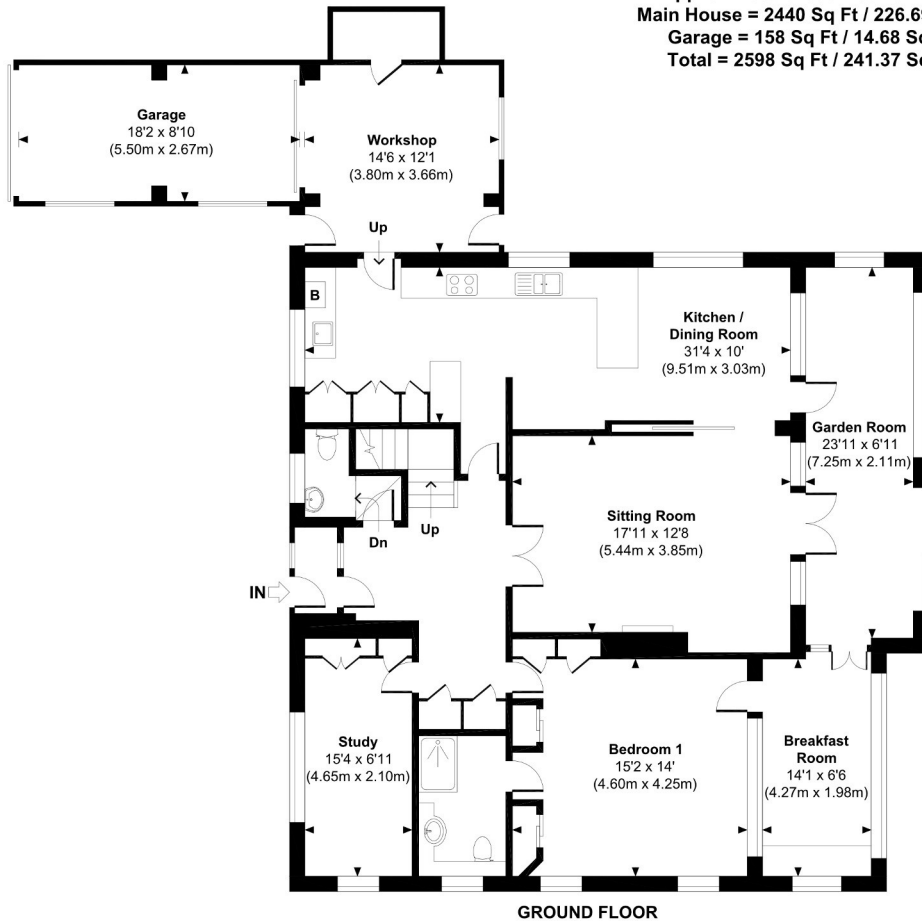 Main House = 2440 Sq Ft / 226.6
Garage = 158 Sq Ft / 14.68 Sq
Total = 2598 Sq Ft / 241.37 Sq
Garage
18'2 x 8'10
(5.50m x 2.67m)
Workshop
14'6 x 12'1
(3.80m x 3.66m)
Up
B
Kitchen /
Dining Room
31'4 x 10'
(9.51m x 3.03m)
Garden Room
23'11 x 6'11
(7.25m x 2.11m)
Sitting Room
17'11 x 12'8
(5.44m x 3.85m)
Dn
Up
IN
Study
15'4 x 6'11
(4.65m x 2.10m)
Bedroom 1
15'2 x 14'
(4.60m x 4.25m)
Breakfast
Room
14'1 x 6'6
(4.27m x 1.98m)
GROUND FLOOR